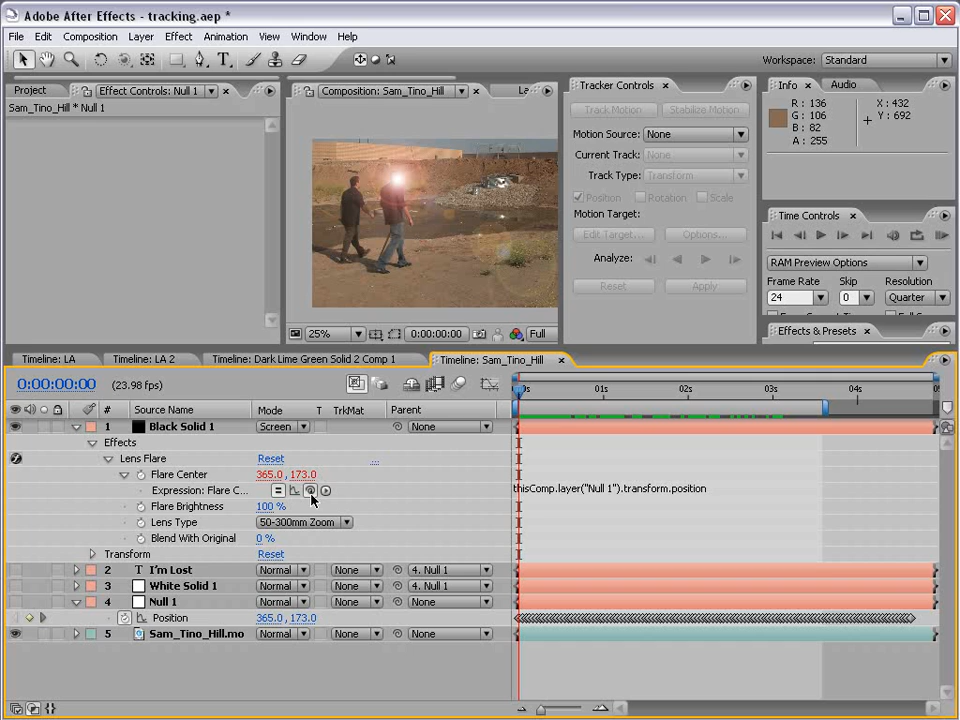 Adobe After Effects - tracking.aep *
File Edit Composition Layer Effect Animation View Window Help
Workspace: Standard
Project Effect Controls: Null 1
Sam_Tino_Hill * Null 1
Composition: Sam_Tino_Hill La
25% 0:00:00:00 Full
Tracker Controls
Track Motion Stabilize Motion
Motion Source: None
Current Track: None
Track Type: Transform
Position Rotation Scale
Motion Target:
Edit Target... Options...
Analyze:
Reset Apply
Info Audio
R: 136 X: 432
G: 106 Y: 692
B: 82
A: 255
Time Controls
RAM Preview Options
Frame Rate Skip Resolution
24 0 Quarter
Effects & Presets
Timeline: LA Timeline: LA 2 Timeline: Dark Lime Green Solid 2 Comp 1 Timeline: Sam_Tino_Hill
0:00:00:00 (23.98 fps)
01s 02s 03s 04s
# Source Name Mode T TrkMat Parent
1 Black Solid 1 Screen None
Effects
Lens Flare Reset ...
Flare Center 365.0, 173.0
Expression: Flare C... thisComp.layer("Null 1").transform.position
Flare Brightness 100 %
Lens Type 50-300mm Zoom
Blend With Original 0 %
Transform Reset
2 T I'm Lost Normal None 4. Null 1
3 White Solid 1 Normal None 4. Null 1
4 Null 1 Normal None None
Position 365.0, 173.0
5 Sam_Tino_Hill.mo Normal None None